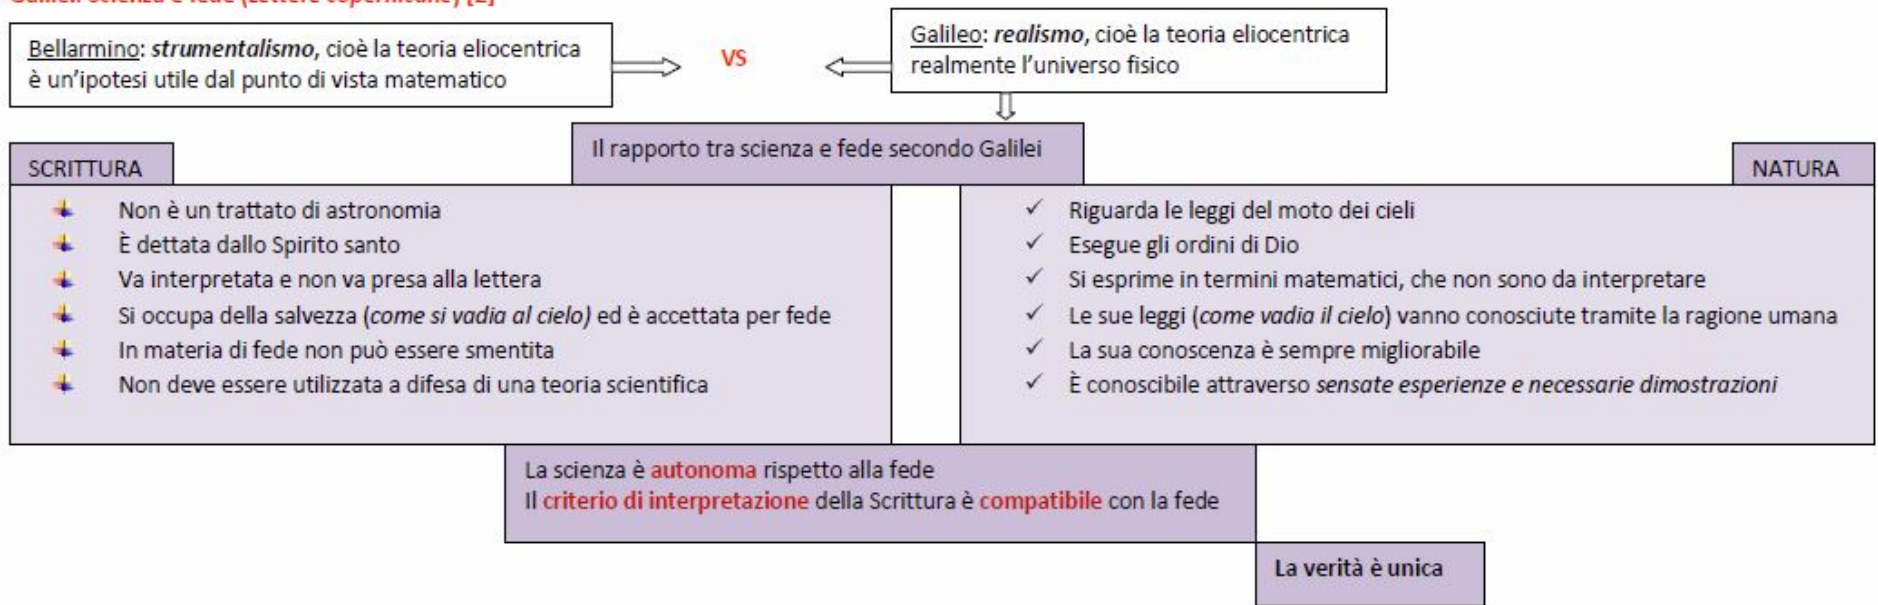 Bellarmino: strumentalismo, cioè la teoria eliocentrica
è un'ipotesi utile dal punto di vista matematico
VS
Galileo: realismo, cioè la teoria eliocentrica
realmente l'universo fisico
Il rapporto tra scienza e fede secondo Galilei
SCRITTURA
Non è un trattato di astronomia
È dettata dallo Spirito santo
Va interpretata e non va presa alla lettera
Si occupa della salvezza (come si vadia al cielo) ed è accettata per fede
In materia di fede non può essere smentita
Non deve essere utilizzata a difesa di una teoria scientifica
NATURA
Riguarda le leggi del moto dei cieli
Esegue gli ordini di Dio
Si esprime in termini matematici, che non sono da interpretare
Le sue leggi (come vadia il cielo) vanno conosciute tramite la ragione umana
La sua conoscenza è sempre migliorabile
È conoscibile attraverso sensate esperienze e necessarie dimostrazioni
La scienza è autonoma rispetto alla fede
Il criterio di interpretazione della Scrittura è compatibile con la fede
La verità è unica